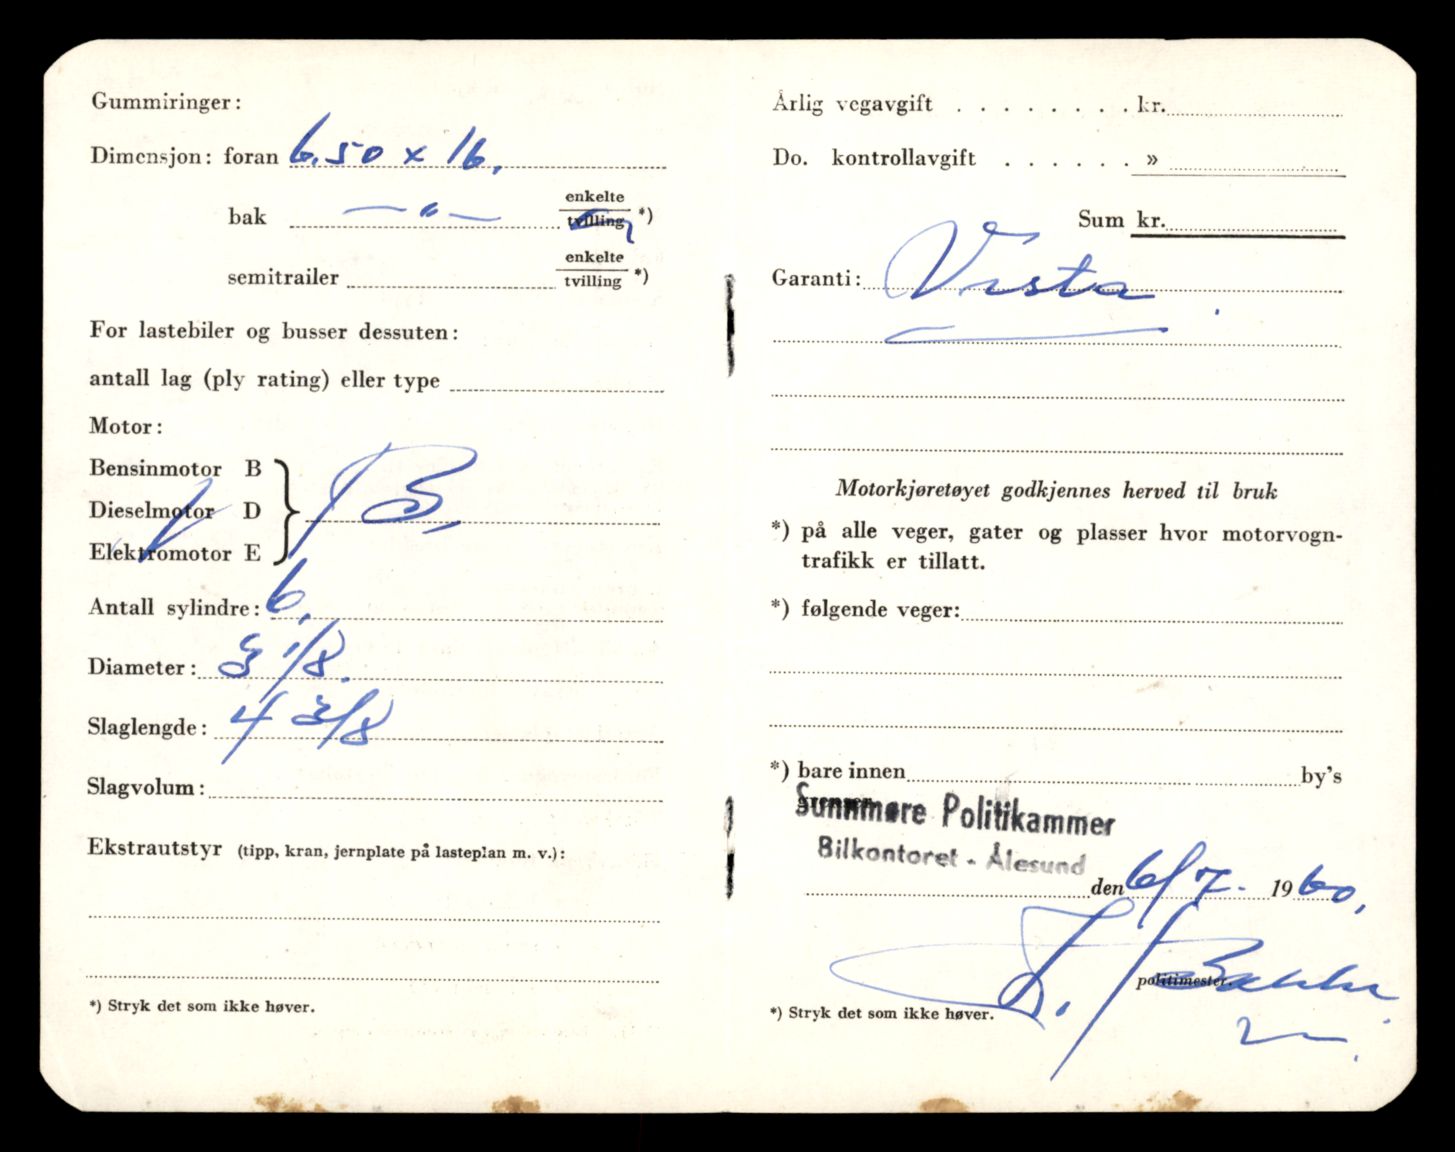 Gummiringer:
Dimensjon: foran 6.50 x 16.
bak — " — enkelte
tvilling *)
semitrailer enkelte
tvilling *)
For lastebiler og busser dessuten:
antall lag (ply rating) eller type
Motor:
Bensinmotor B
Dieselmotor D } B,
Elektromotor E
Antall sylindre: 6.
Diameter: 3 1/8.
Slaglengde: 4 3/8
Slagvolum:
Ekstrautstyr (tipp, kran, jernplate på lasteplan m. v.):
*) Stryk det som ikke høver.
Årlig vegavgift . . . . . . . . kr.
Do. kontrollavgift . . . . . . »
Sum kr.
Garanti: Vesta.
Motorkjøretøyet godkjennes herved til bruk
*) på alle veger, gater og plasser hvor motorvogn-
trafikk er tillatt.
*) følgende veger:
*) bare innen by's
grenser.
Sunnmøre Politikammer
Bilkontoret - Ålesund
den 6/7. 1960,
politimester.
*) Stryk det som ikke høver.